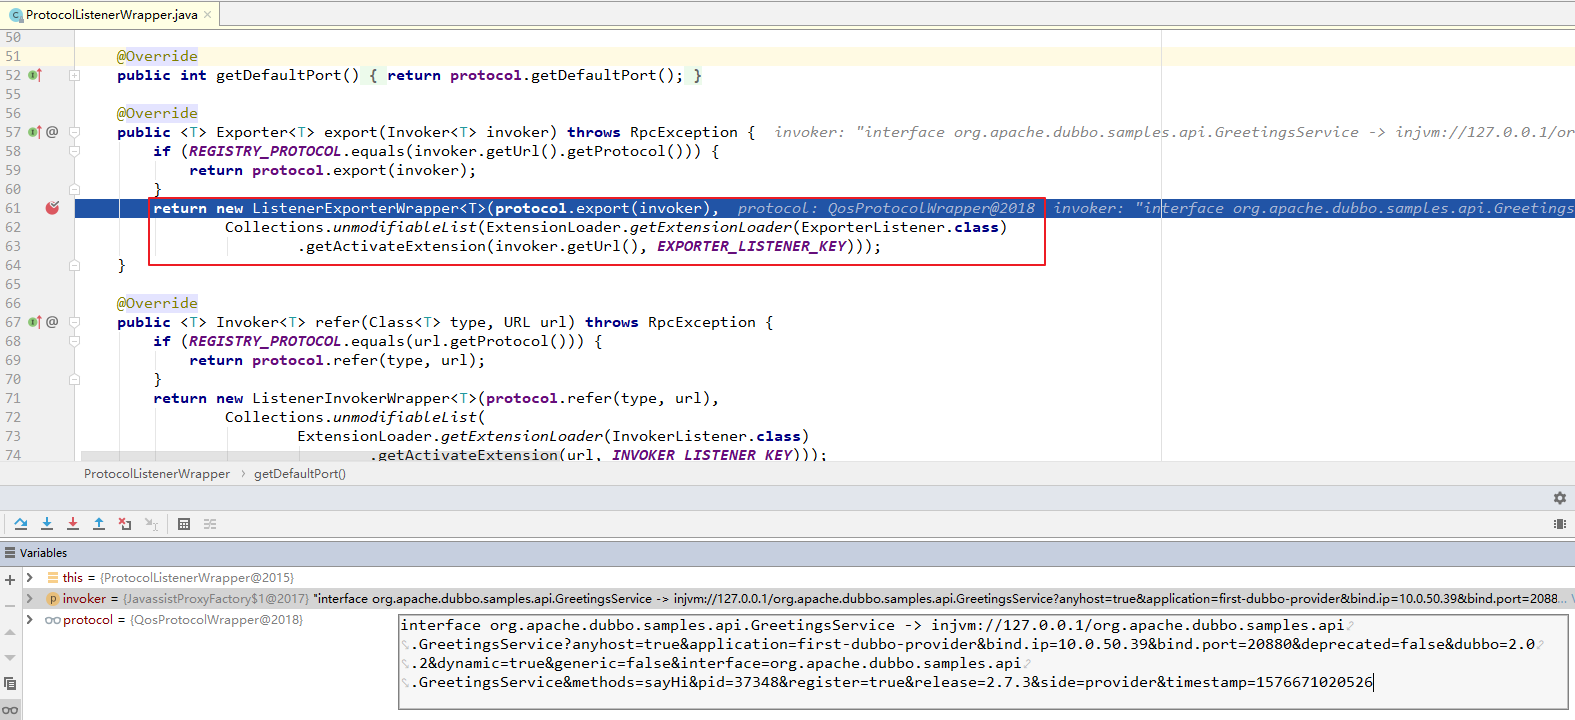 ProtocolListenerWrapper.java
50
51 @Override
52 public int getDefaultPort() { return protocol.getDefaultPort(); }
55
56 @Override
57 public <T> Exporter<T> export(Invoker<T> invoker) throws RpcException { invoker: "interface org.apache.dubbo.samples.api.GreetingsService -> injvm://127.0.0.1/or
58 if (REGISTRY_PROTOCOL.equals(invoker.getUrl().getProtocol())) {
59 return protocol.export(invoker);
60 }
61 return new ListenerExporterWrapper<T>(protocol.export(invoker), protocol: QosProtocolWrapper@2018 invoker: "interface org.apache.dubbo.samples.api.Greetings
62 Collections.unmodifiableList(ExtensionLoader.getExtensionLoader(ExporterListener.class)
63 .getActivateExtension(invoker.getUrl(), EXPORTER_LISTENER_KEY)));
64 }
65
66 @Override
67 public <T> Invoker<T> refer(Class<T> type, URL url) throws RpcException {
68 if (REGISTRY_PROTOCOL.equals(url.getProtocol())) {
69 return protocol.refer(type, url);
70 }
71 return new ListenerInvokerWrapper<T>(protocol.refer(type, url),
72 Collections.unmodifiableList(
73 ExtensionLoader.getExtensionLoader(InvokerListener.class)
74 .getActivateExtension(url, INVOKER_LISTENER_KEY)));
ProtocolListenerWrapper › getDefaultPort()
Variables
this = {ProtocolListenerWrapper@2015}
invoker = {JavassistProxyFactory$1@2017} "interface org.apache.dubbo.samples.api.GreetingsService -> injvm://127.0.0.1/org.apache.dubbo.samples.api.GreetingsService?anyhost=true&application=first-dubbo-provider&bind.ip=10.0.50.39&bind.port=2088...
protocol = {QosProtocolWrapper@2018}
interface org.apache.dubbo.samples.api.GreetingsService -> injvm://127.0.0.1/org.apache.dubbo.samples.api
.GreetingsService?anyhost=true&application=first-dubbo-provider&bind.ip=10.0.50.39&bind.port=20880&deprecated=false&dubbo=2.0
.2&dynamic=true&generic=false&interface=org.apache.dubbo.samples.api
.GreetingsService&methods=sayHi&pid=37348&register=true&release=2.7.3&side=provider&timestamp=1576671020526